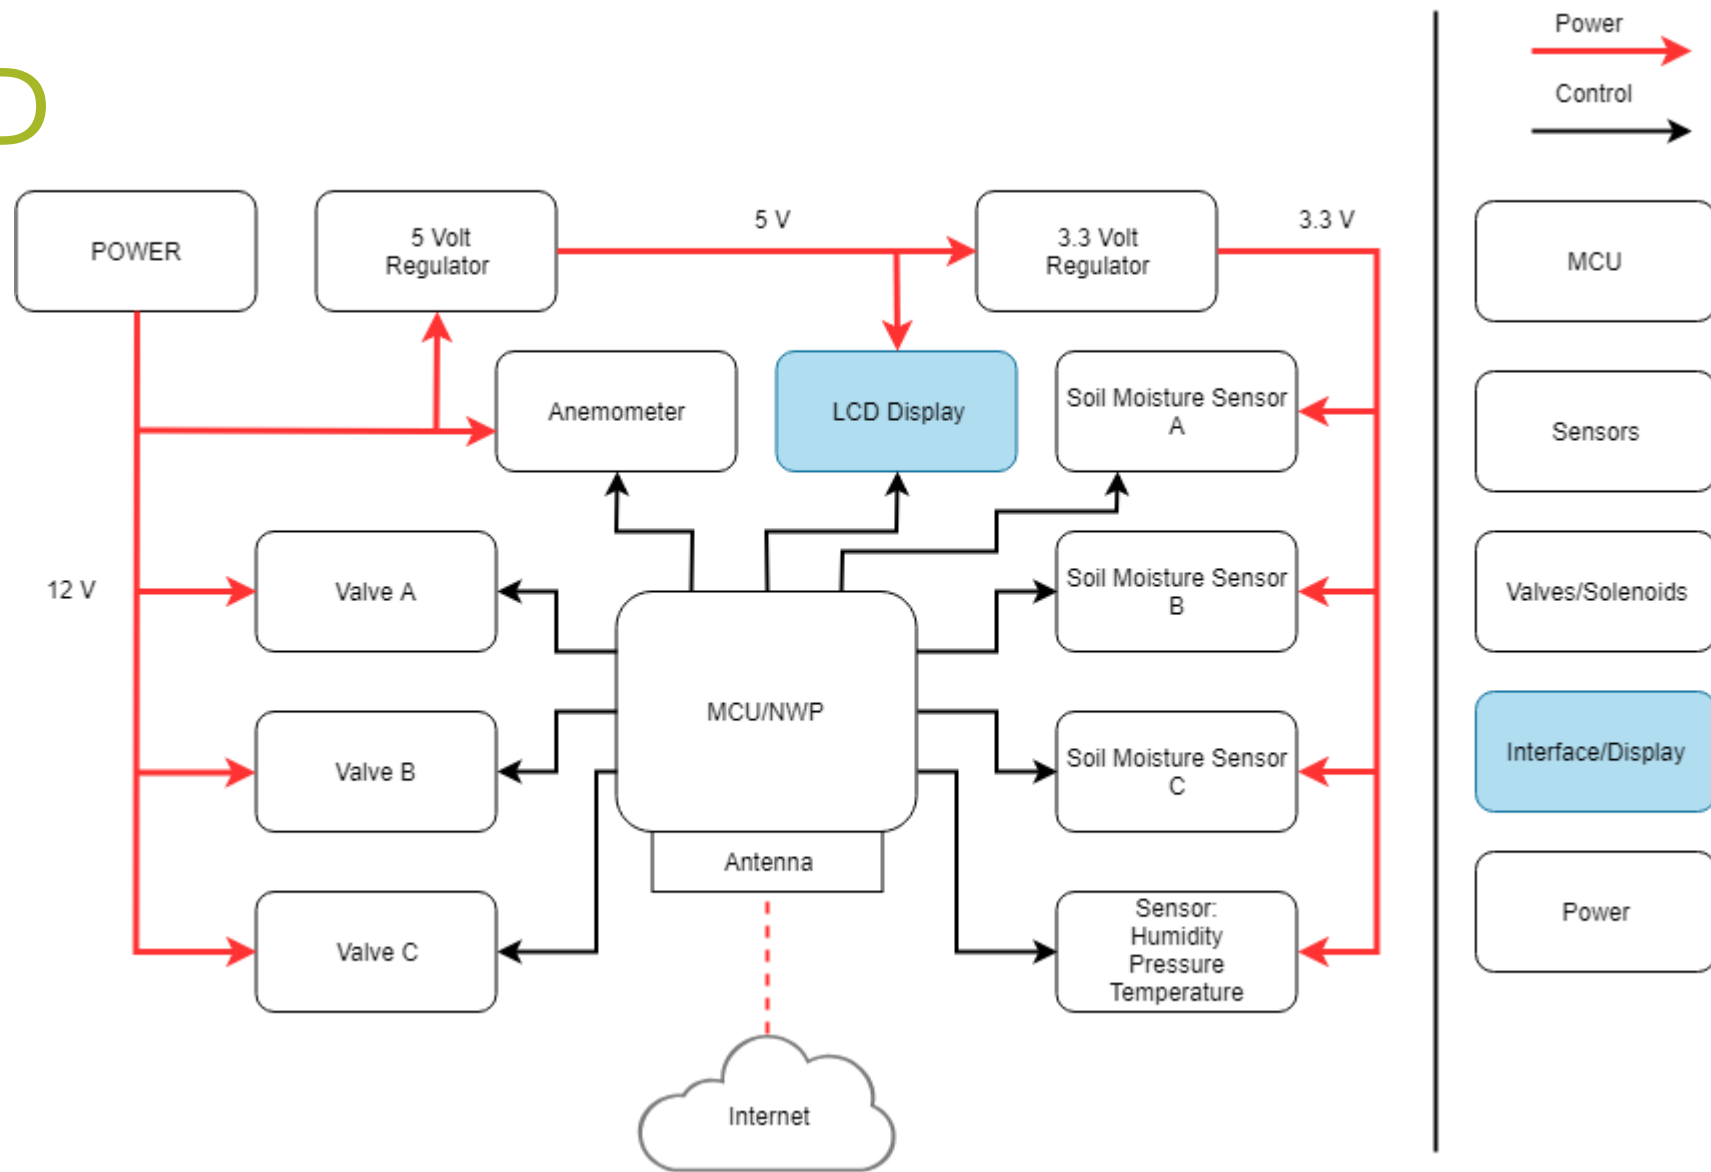 D
Power
Control
POWER
5 Volt
Regulator
5 V
3.3 Volt
Regulator
3.3 V
MCU
Anemometer
LCD Display
Soil Moisture Sensor
A
Sensors
12 V
Valve A
Soil Moisture Sensor
B
Valves/Solenoids
MCU/NWP
Valve B
Soil Moisture Sensor
C
Interface/Display
Antenna
Valve C
Sensor:
Humidity
Pressure
Temperature
Power
Internet